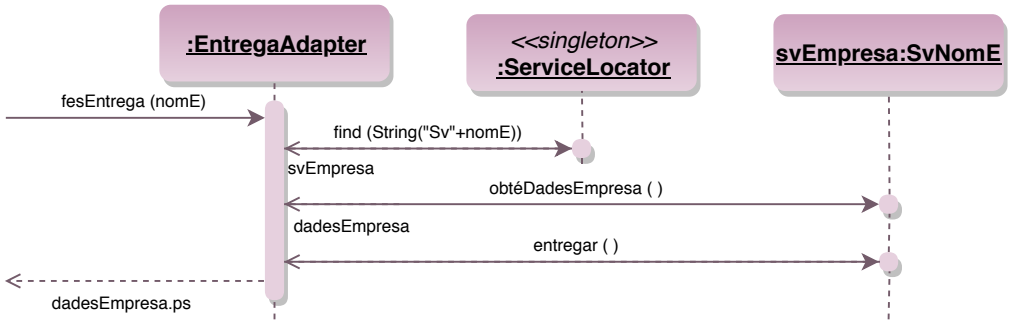 :EntregaAdapter
<<singleton>>
:ServiceLocator
svEmpresa:SvNomE
fesEntrega (nomE)
find (String("Sv"+nomE))
svEmpresa
obtéDadesEmpresa ( )
dadesEmpresa
entregar ( )
dadesEmpresa.ps